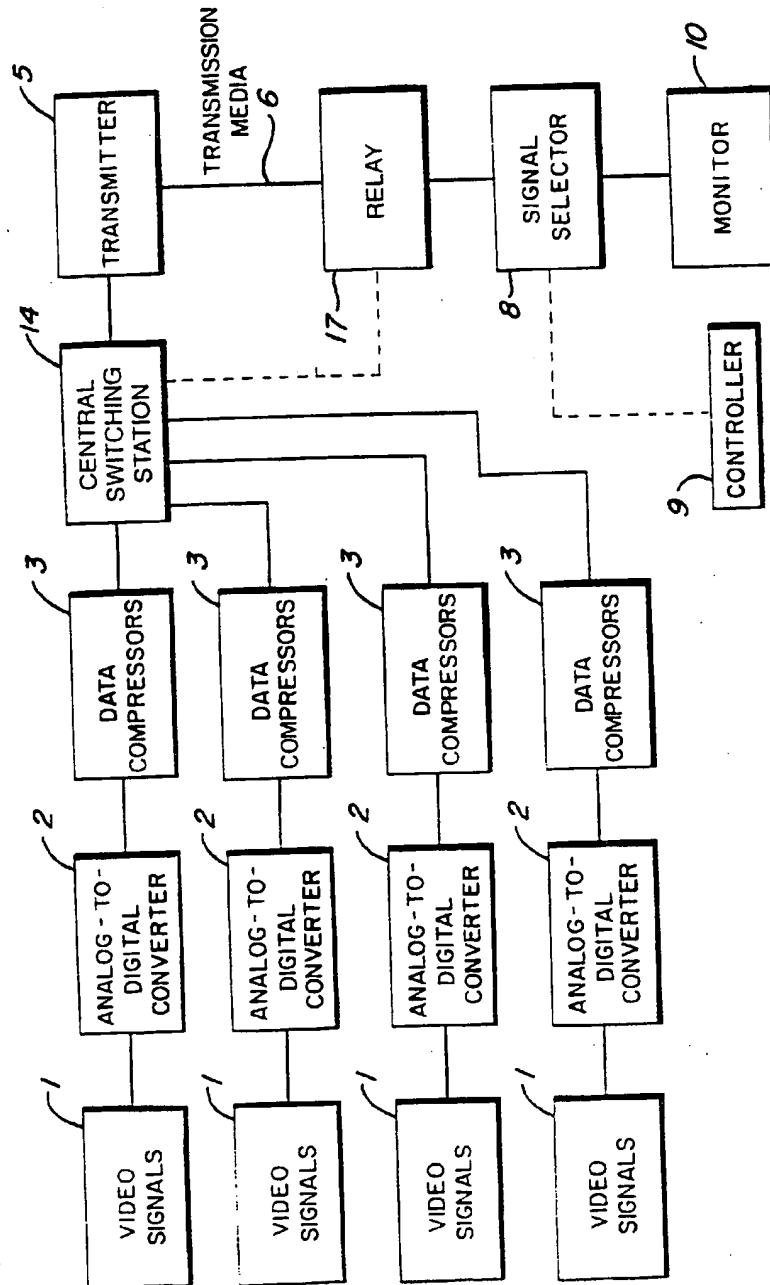 1
VIDEO
SIGNALS
2
ANALOG-TO-
DIGITAL
CONVERTER
3
DATA
COMPRESSORS
14
CENTRAL
SWITCHING
STATION
5
TRANSMITTER
1
VIDEO
SIGNALS
2
ANALOG-TO-
DIGITAL
CONVERTER
3
DATA
COMPRESSORS
TRANSMISSION
MEDIA
6
1
VIDEO
SIGNALS
2
ANALOG-TO-
DIGITAL
CONVERTER
3
DATA
COMPRESSORS
17
RELAY
1
VIDEO
SIGNALS
2
ANALOG-TO-
DIGITAL
CONVERTER
3
DATA
COMPRESSORS
8
SIGNAL
SELECTOR
9
CONTROLLER
10
MONITOR